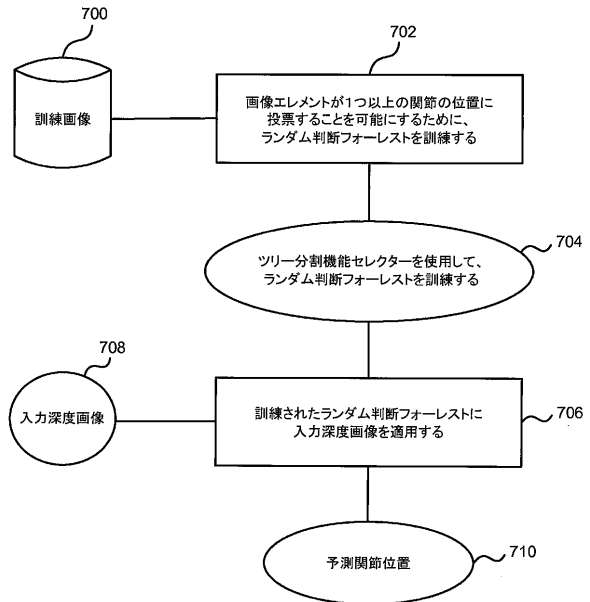 700
訓練画像
702
画像エレメントが1つ以上の関節の位置に
投票することを可能にするために、
ランダム判断フォーレストを訓練する
704
ツリー分割機能セレクターを使用して、
ランダム判断フォーレストを訓練する
708
入力深度画像
706
訓練されたランダム判断フォーレストに
入力深度画像を適用する
710
予測関節位置